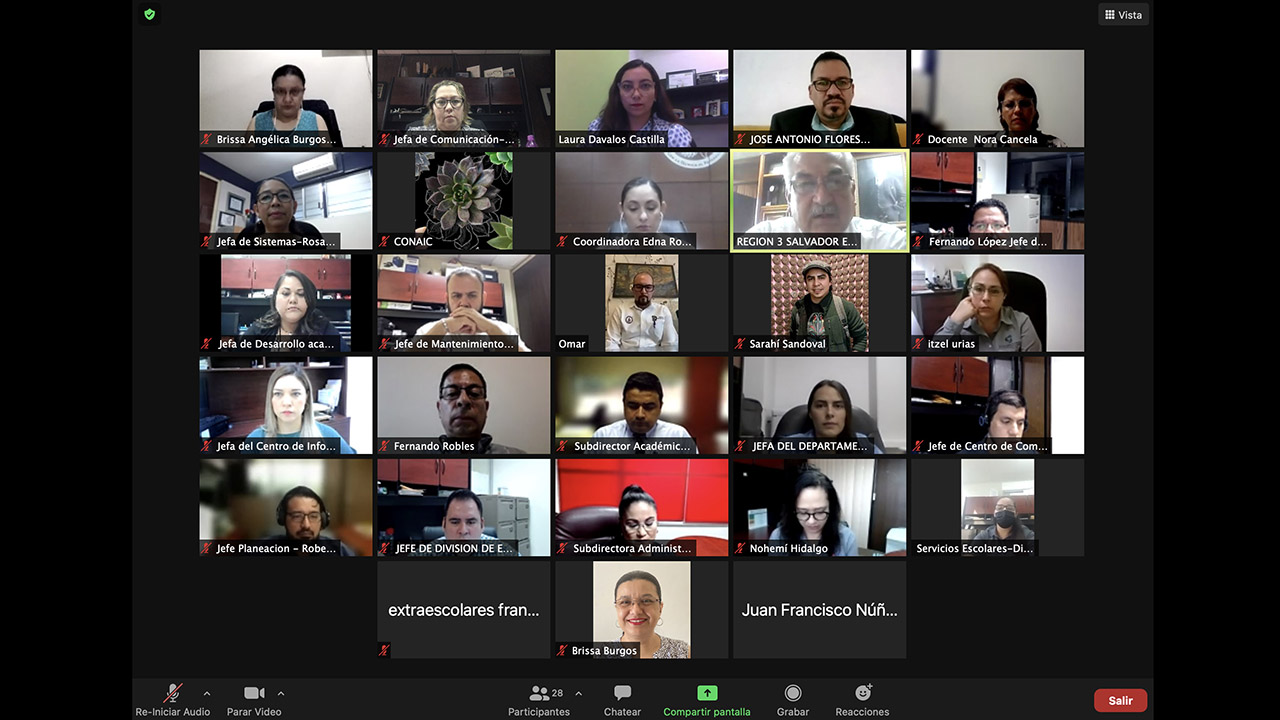 Vista
Brissa Angélica Burgos...
Jefa de Comunicación-...
Laura Davalos Castilla
JOSE ANTONIO FLORES...
Docente Nora Cancela
Jefa de Sistemas-Rosa...
CONAIC
Coordinadora Edna Ro...
REGION 3 SALVADOR E...
Fernando López Jefe d...
Jefa de Desarrollo aca...
Jefe de Mantenimiento...
Omar
Sarahí Sandoval
itzel urias
Jefa del Centro de Info...
Fernando Robles
Subdirector Académic...
JEFA DEL DEPARTAME...
Jefe de Centro de Com...
Jefe Planeacion - Robe...
JEFE DE DIVISION DE E...
Subdirectora Administ...
Nohemí Hidalgo
Servicios Escolares-Di...
extraescolares fran...
Brissa Burgos
Juan Francisco Núñ...
Re-Iniciar Audio
Parar Video
28
Participantes
Chatear
Compartir pantalla
Grabar
Reacciones
Salir